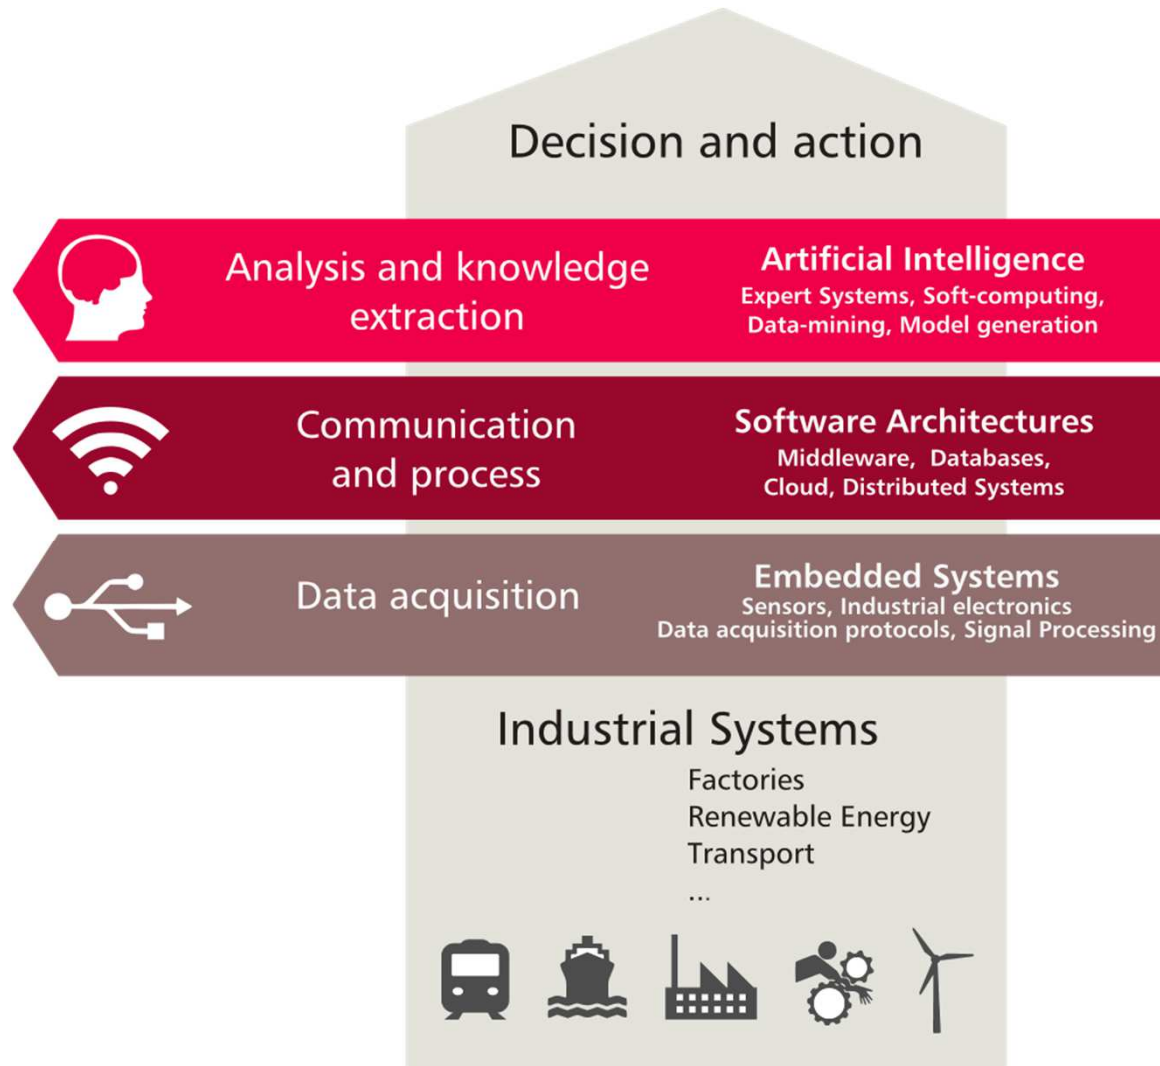 Decision and action
Analysis and knowledge
extraction
Artificial Intelligence
Expert Systems, Soft-computing,
Data-mining, Model generation
Communication
and process
Software Architectures
Middleware, Databases,
Cloud, Distributed Systems
Data acquisition
Embedded Systems
Sensors, Industrial electronics
Data acquisition protocols, Signal Processing
Industrial Systems
Factories
Renewable Energy
Transport
...